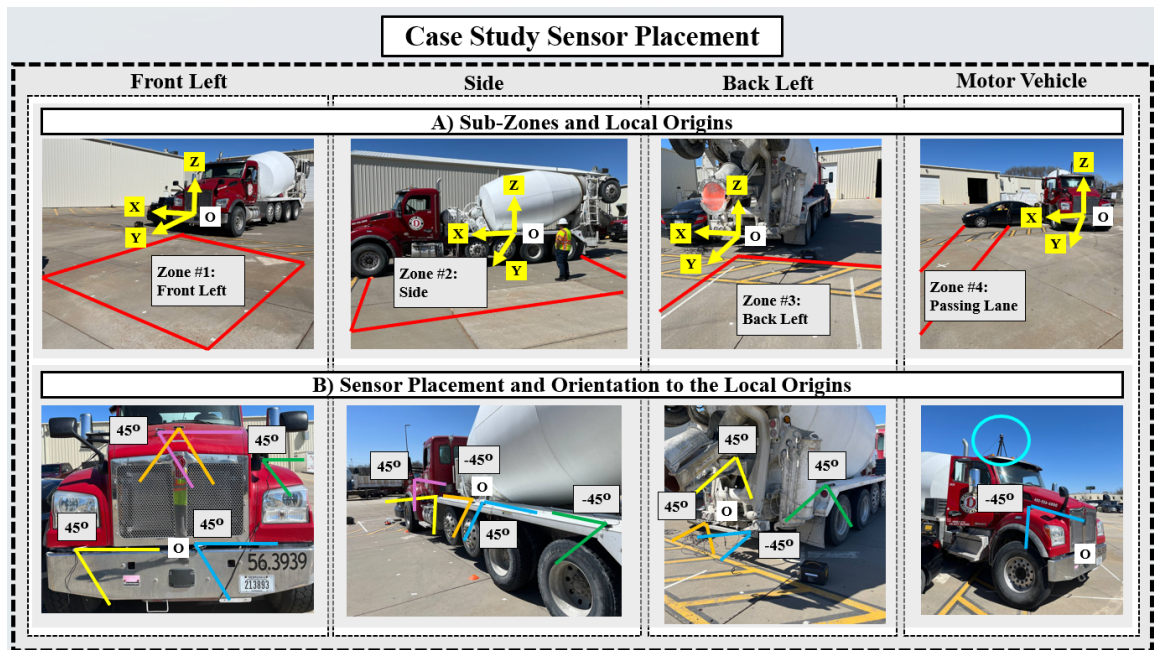 Case Study Sensor Placement
Front Left
Side
Back Left
Motor Vehicle
A) Sub-Zones and Local Origins
Z
X
O
Y
Zone #1:
Front Left
Z
X
O
Y
Zone #2:
Side
Z
X
O
Y
Zone #3:
Back Left
Z
X
O
Y
Zone #4:
Passing Lane
B) Sensor Placement and Orientation to the Local Origins
45º
45º
45º
45º
O
56.3939
213893
45º
-45º
O
45º
-45º
45º
45º
45º
O
-45º
-45º
O